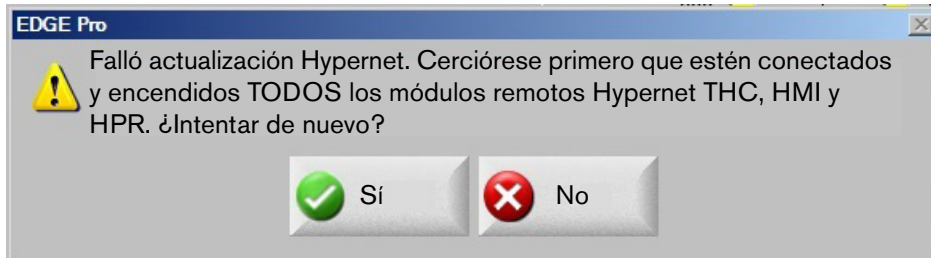 EDGE Pro
Falló actualización Hypernet. Cerciórese primero que estén conectados
y encendidos TODOS los módulos remotos Hypernet THC, HMI y
HPR. ¿Intentar de nuevo?
Sí
No